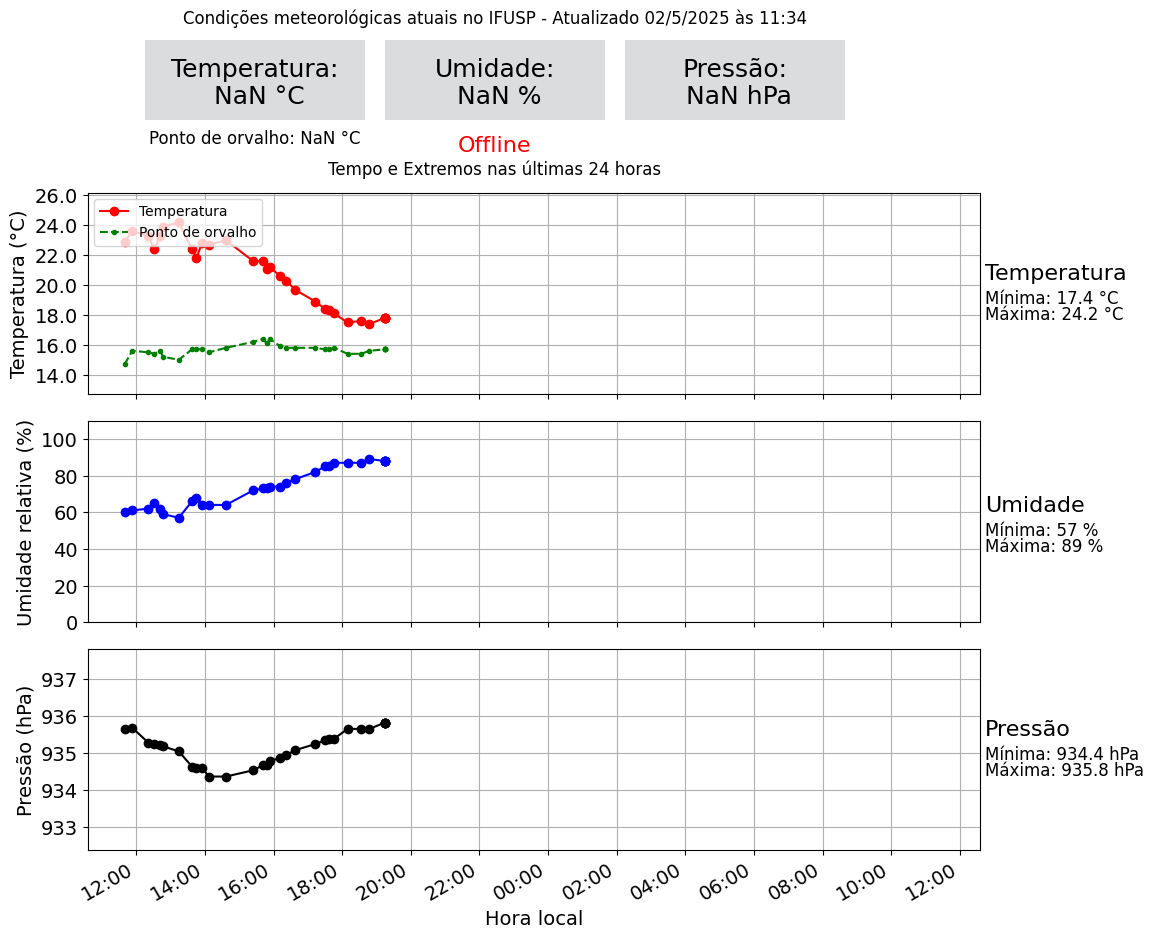 Condições meteorológicas atuais no IFUSP - Atualizado 02/5/2025 às 11:34
Temperatura:
NaN °C
Umidade:
NaN %
Pressão:
NaN hPa
Ponto de orvalho: NaN °C
Offline
Tempo e Extremos nas últimas 24 horas
Temperatura (°C)
26.0
24.0
22.0
20.0
18.0
16.0
14.0
Temperatura
Ponto de orvalho
Temperatura
Mínima: 17.4 °C
Máxima: 24.2 °C
Umidade relativa (%)
100
80
60
40
20
0
Umidade
Mínima: 57 %
Máxima: 89 %
Pressão (hPa)
937
936
935
934
933
Pressão
Mínima: 934.4 hPa
Máxima: 935.8 hPa
12:00 14:00 16:00 18:00 20:00 22:00 00:00 02:00 04:00 06:00 08:00 10:00 12:00
Hora local